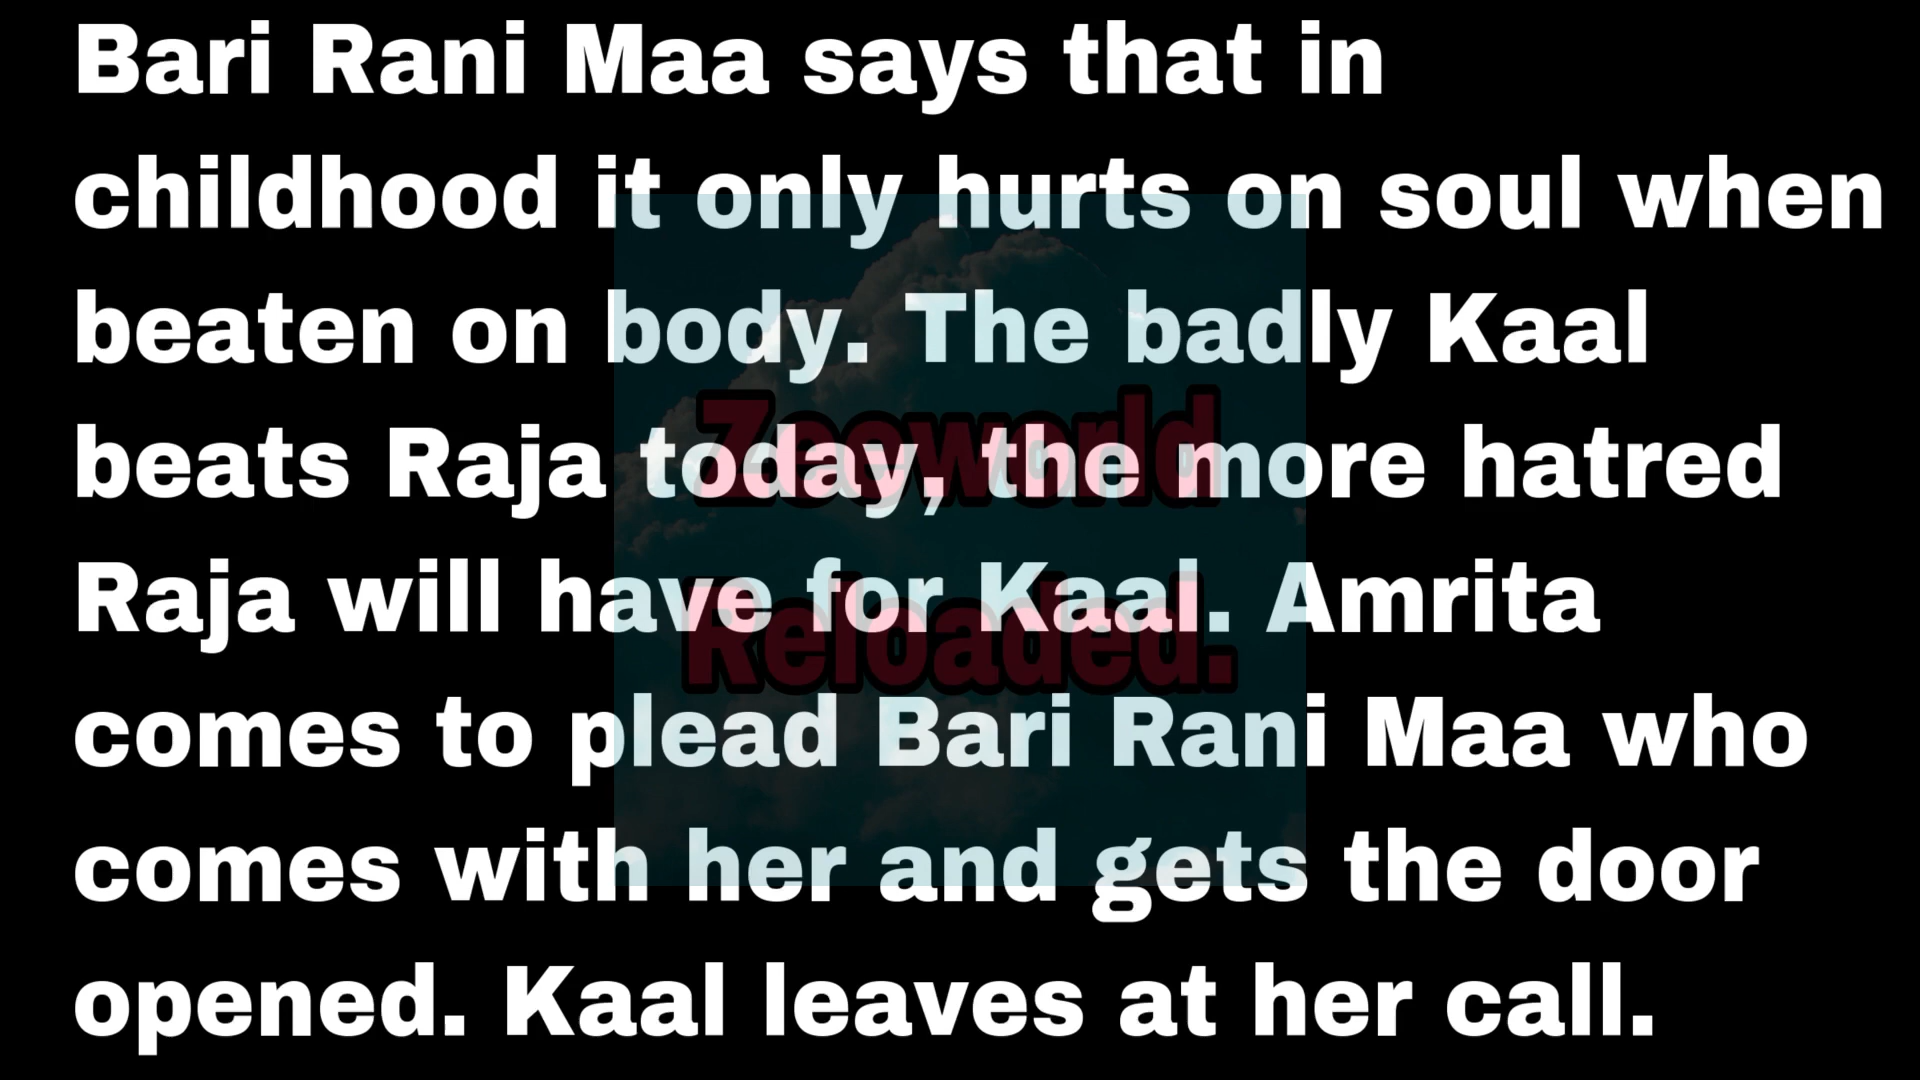 Bari Rani Maa says that in
childhood it only hurts on soul when
beaten on body. The badly Kaal
beats Raja today, the more hatred
Raja will have for Kaal. Amrita
comes to plead Bari Rani Maa who
comes with her and gets the door
opened. Kaal leaves at her call.
Zeeworld
Reloaded.